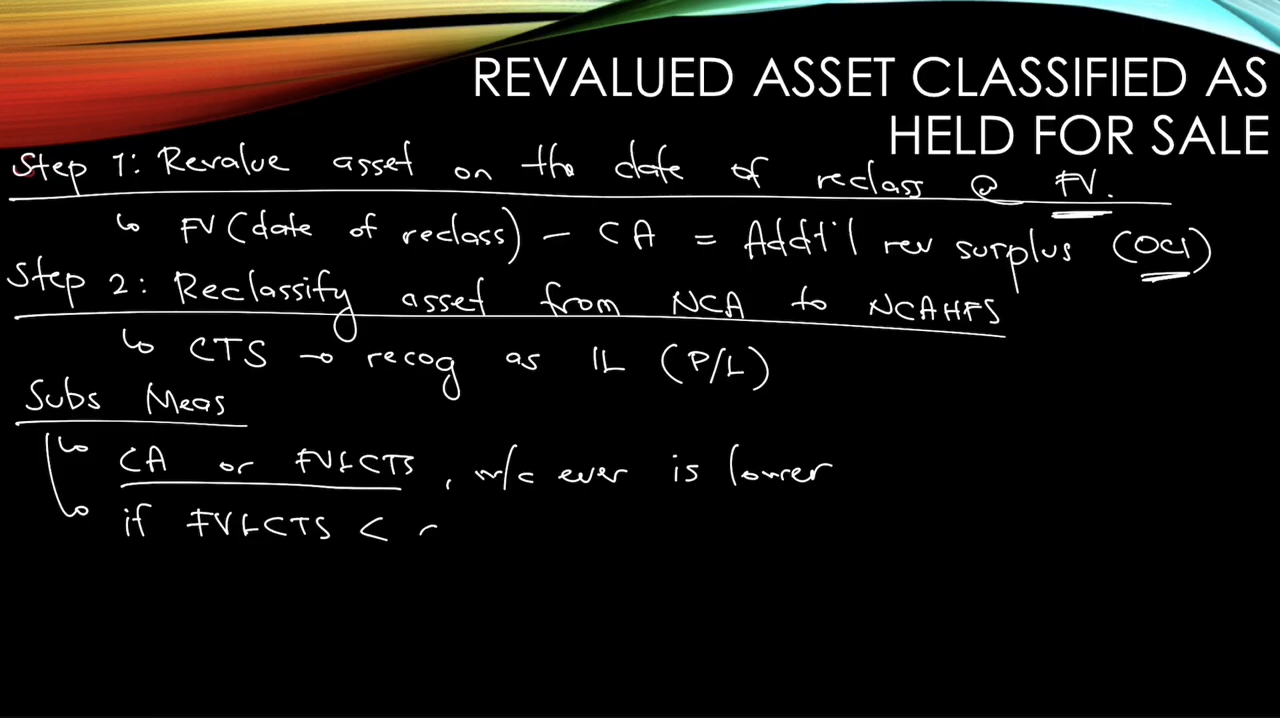 REVALUED ASSET CLASSIFIED AS
HELD FOR SALE
Step 1: Revalue asset on the date of reclass @ FV.
↳ FV (date of reclass) - CA = Addt'l rev surplus (OCI)
Step 2: Reclassify asset from NCA to NCAHFS
↳ CTS → recog as IL (P/L)
Subs Meas
↳ CA or FVLCTS, w/c ever is lower
↳ if FVLCTS < c